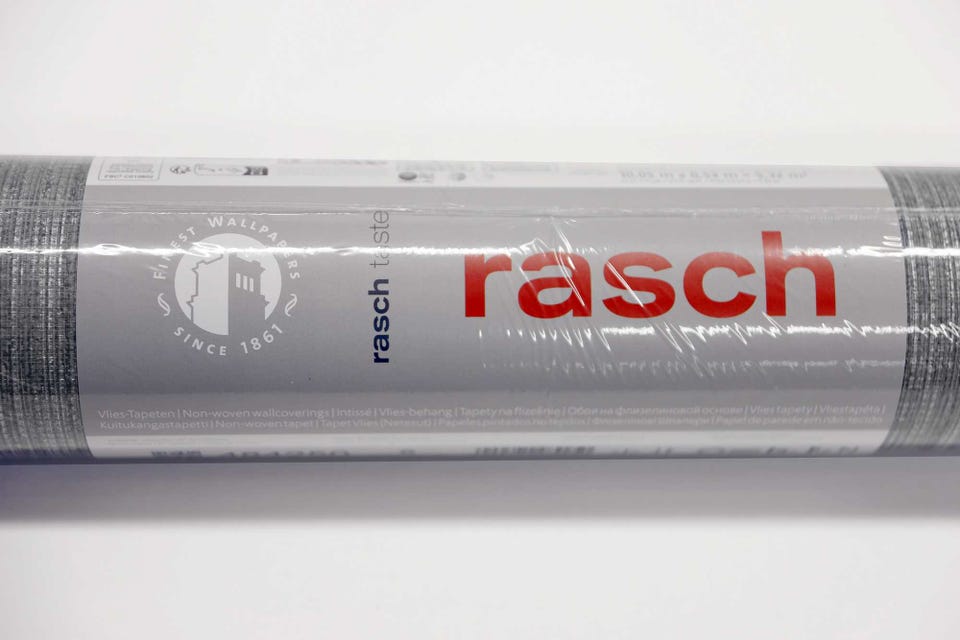 10.05 m x 0.53 m = 5.33 m²
FINEST WALLPAPERS
SINCE 1861
rasch taste
rasch
Vlies-Tapeten | Non-woven wallcoverings | Intissé | Vlies-behang | Tapety na flizelinie | Обои на флизелиновой основе | Vlies tapety | Vliestapéta |
Kuitukangastapetti | Non-woven tapet | Tapet Vlies (Netesut) | Papeles pintados no tejidos | Флизелинови тапети | Papel de parede em não-tecido